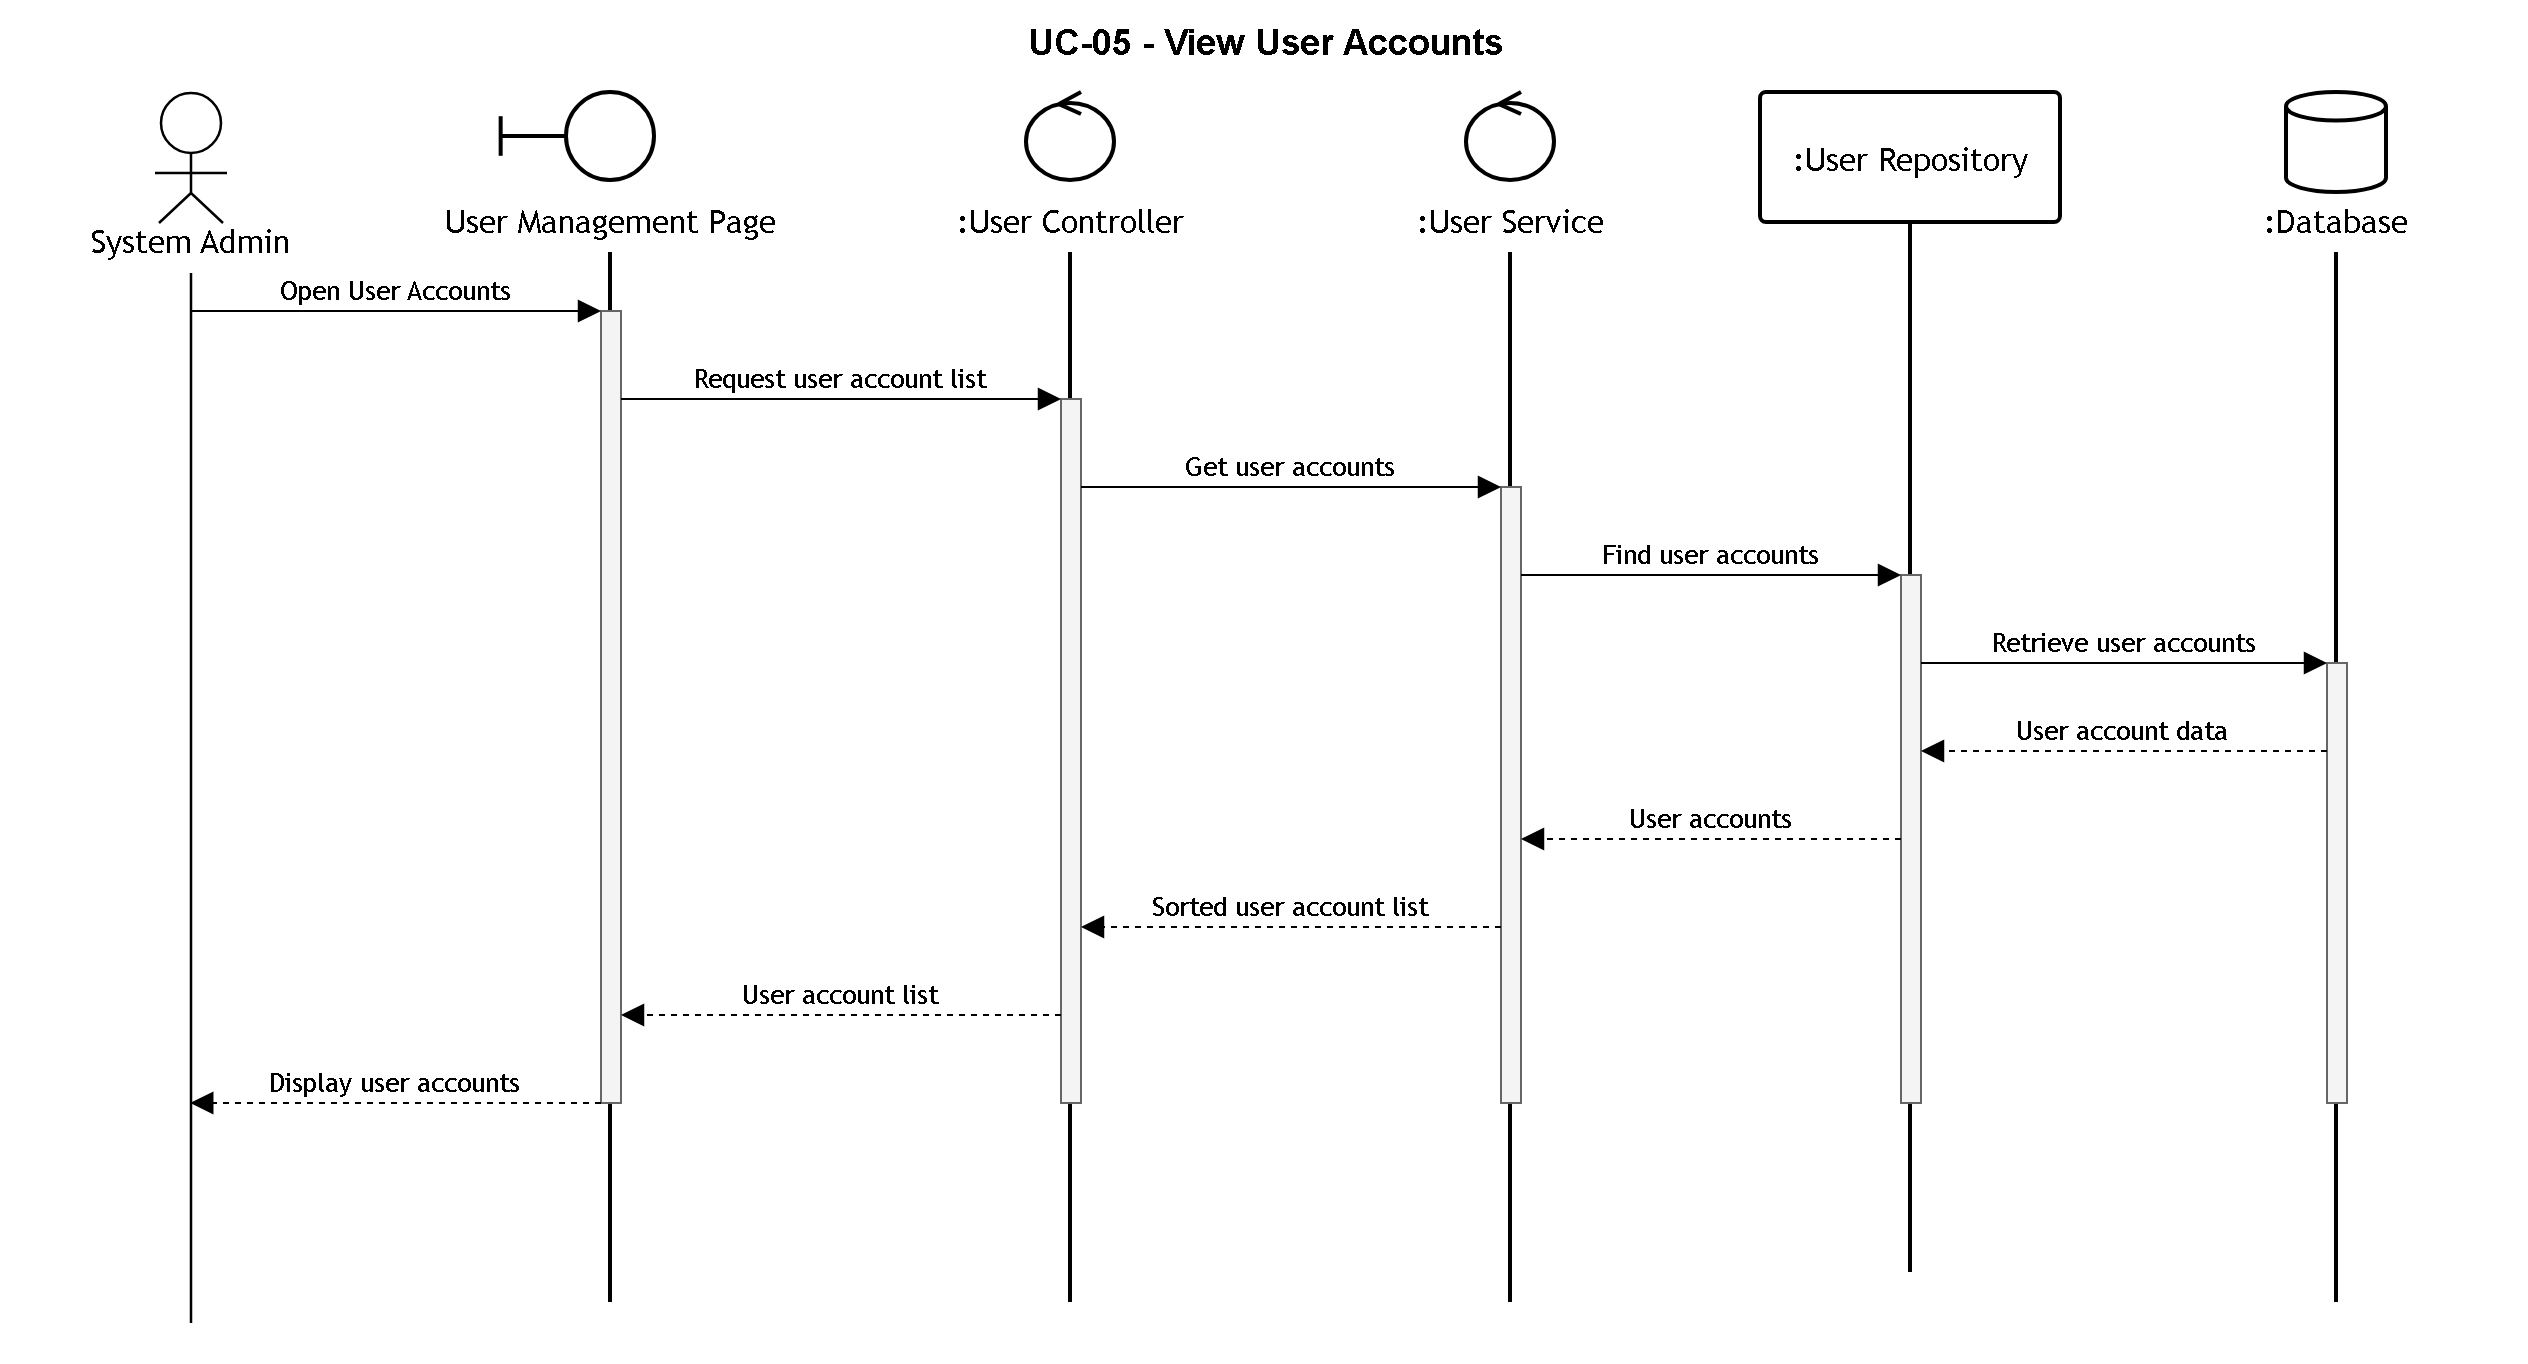 UC-05 - View User Accounts
System Admin
User Management Page
:User Controller
:User Service
:User Repository
:Database
Open User Accounts
Request user account list
Get user accounts
Find user accounts
Retrieve user accounts
User account data
User accounts
Sorted user account list
User account list
Display user accounts